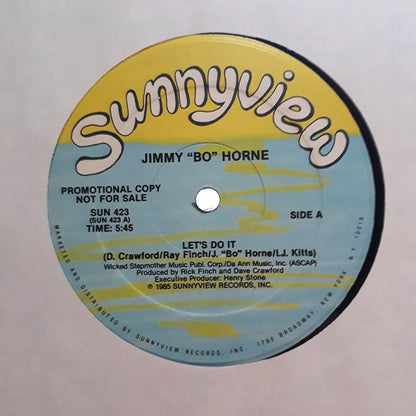 Sunnyview
JIMMY "BO" HORNE
PROMOTIONAL COPY
NOT FOR SALE
SUN 423
(SUN 423 A)
TIME: 5:45
SIDE A
LET'S DO IT
(D. Crawford/Ray Finch/J. "Bo" Horne/I.J. Kitts)
Wicked Stepmother Music Publ. Corp./Da Ann Music, Inc. (ASCAP)
Produced by Rick Finch and Dave Crawford
Executive Producer: Henry Stone
© 1985 SUNNYVIEW RECORDS, INC.
MARKETED AND DISTRIBUTED BY SUNNYVIEW RECORDS, INC. 1790 BROADWAY, NEW YORK, N.Y. 10019